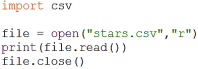 import csv
file = open("stars.csv","r")
print(file.read())
file.close()